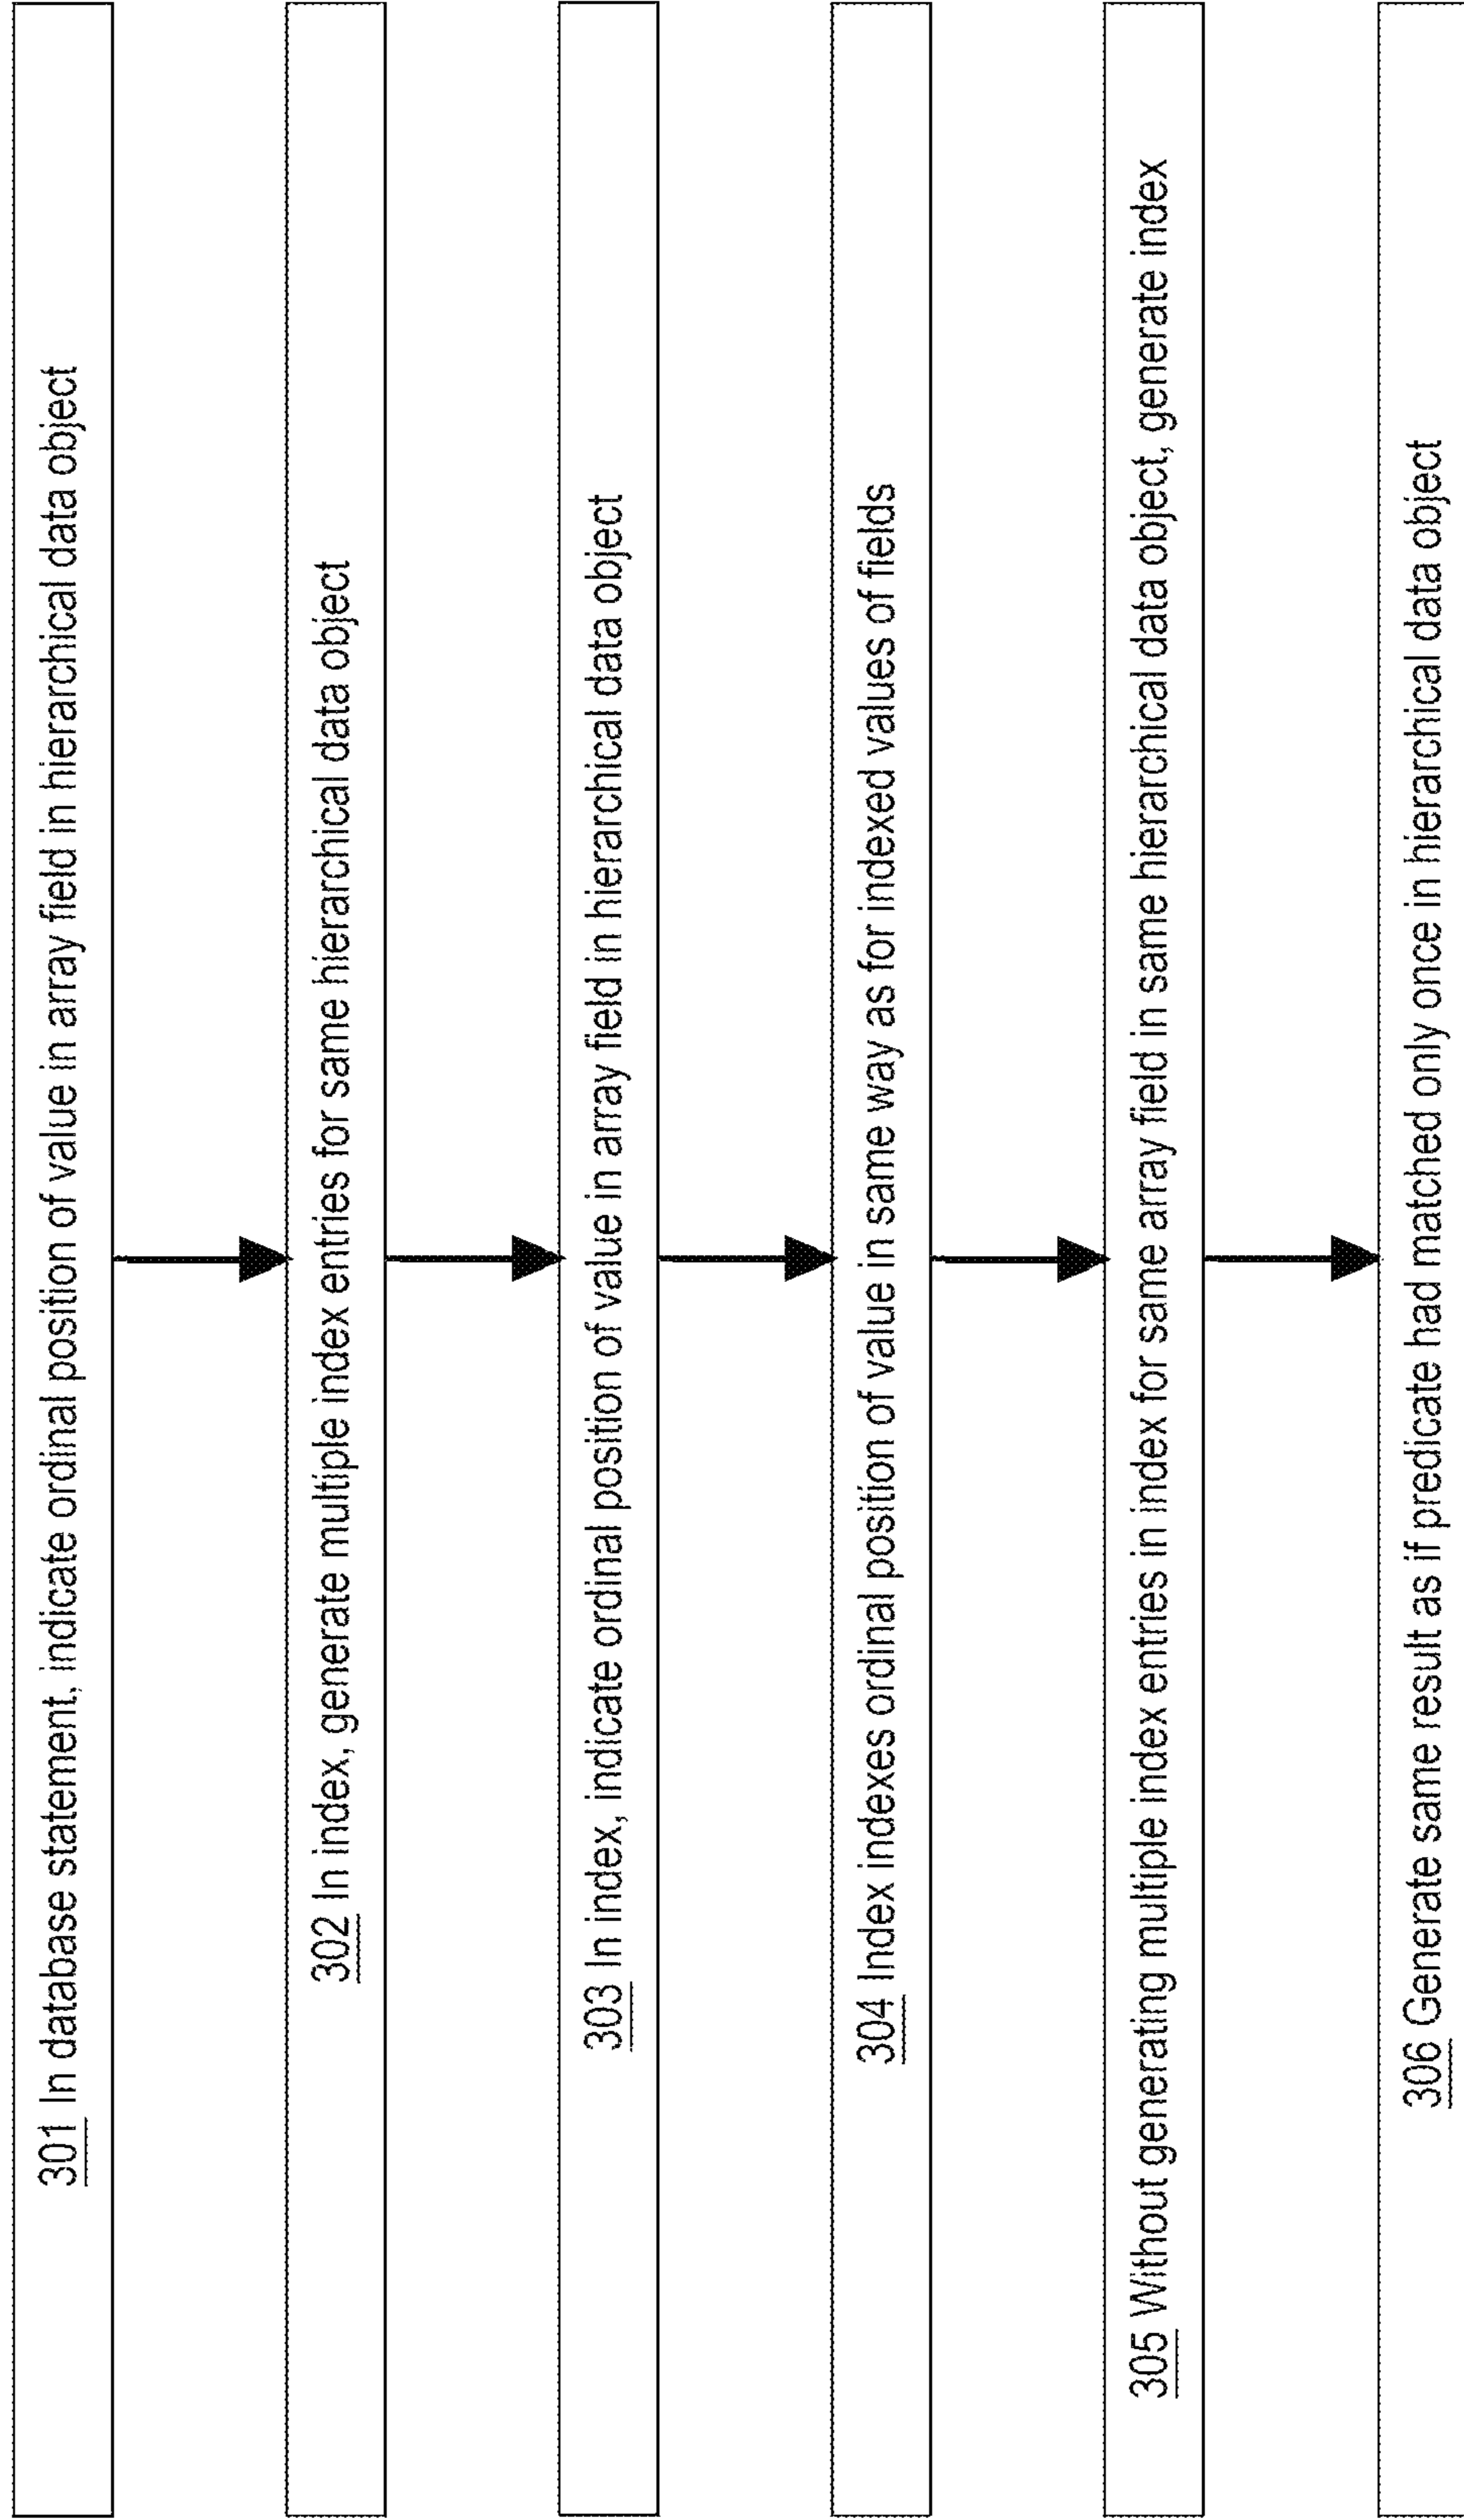 301 In database statement, indicate ordinal position of value in array field in hierarchical data object
302 In index, generate multiple index entries for same hierarchical data object
303 In index, indicate ordinal position of value in array field in hierarchical data object
304 Index indexes ordinal position of value in same way as for indexed values of fields
305 Without generating multiple index entries in index for same array field in same hierarchical data object, generate index
306 Generate same result as if predicate had matched only once in hierarchical data object